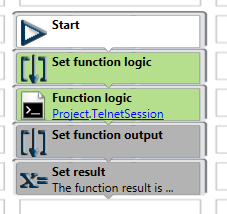 Start
Set function logic
Function logic
Project.TelnetSession
Set function output
Set result
The function result is ...